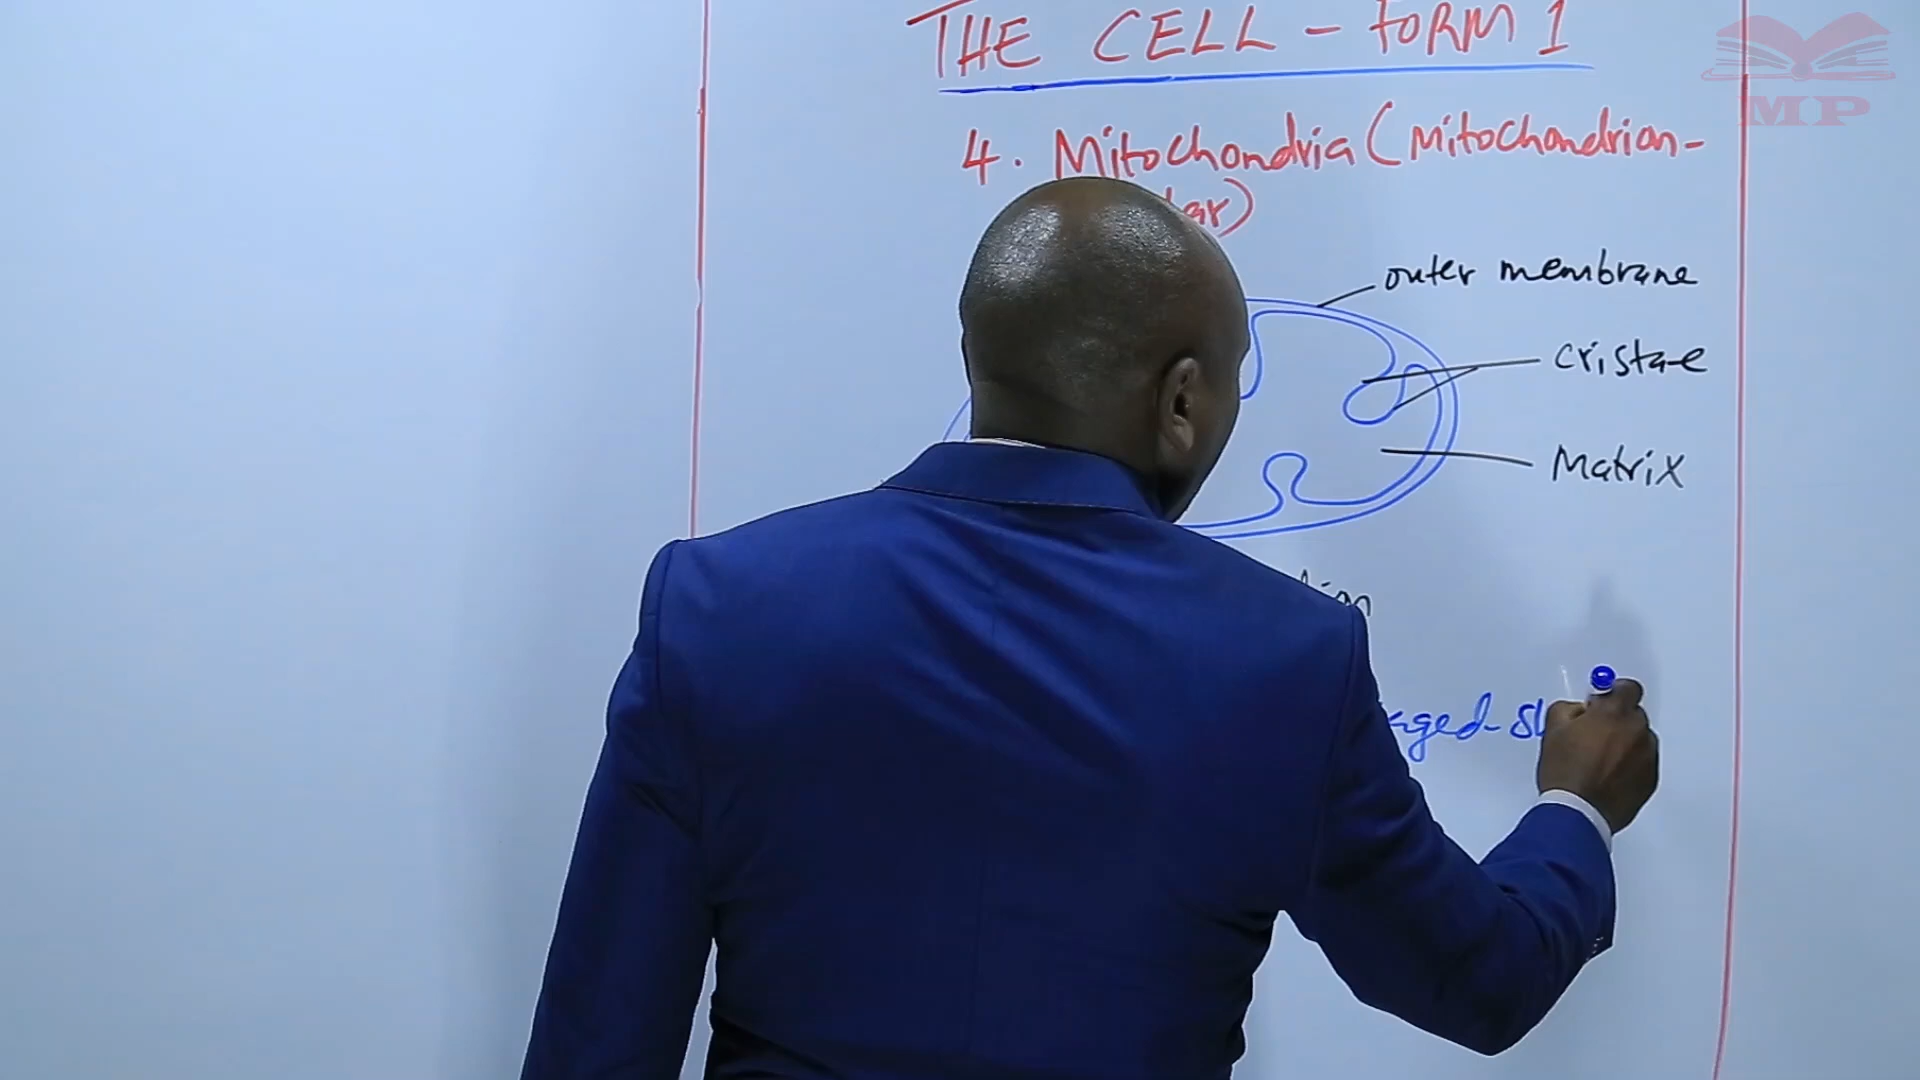 THE CELL - FORM 1
4. Mitochondria (Mitochondrian-
outer membrane
cristae
Matrix
MP